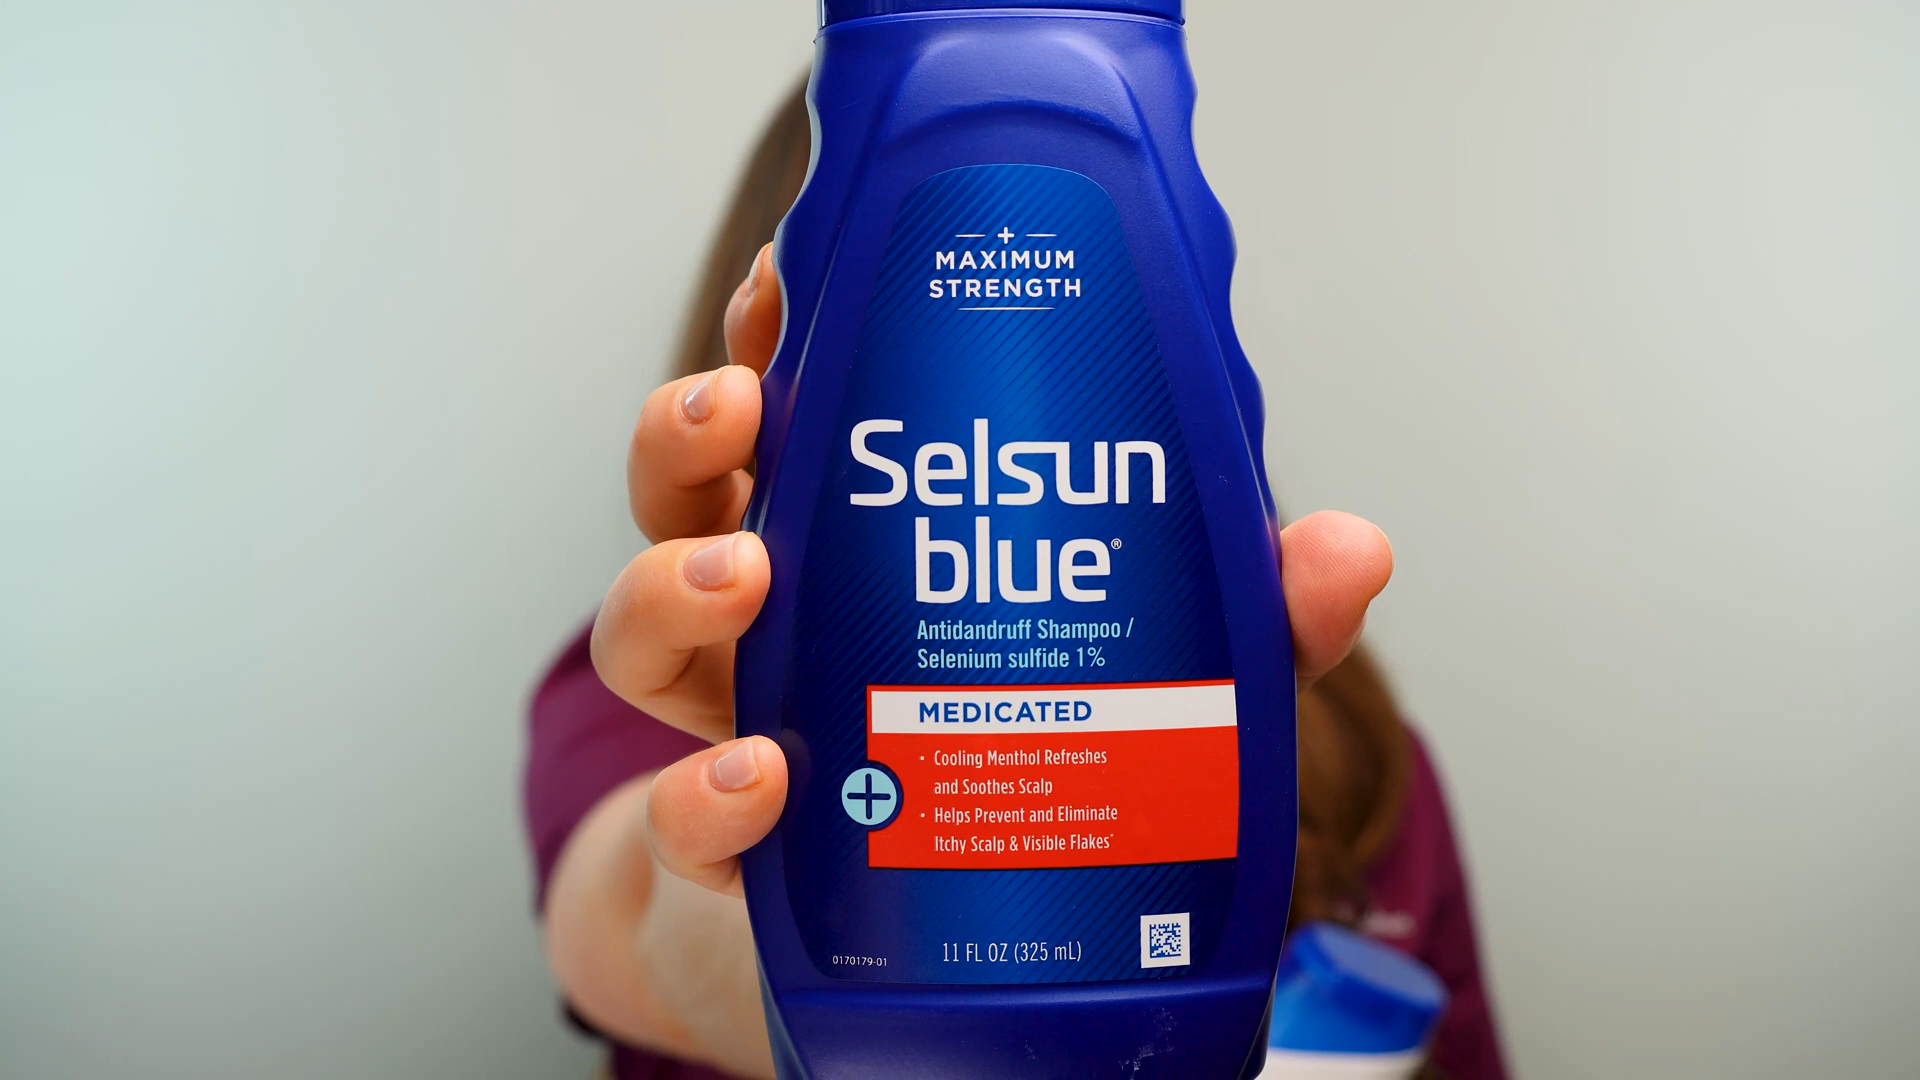 MAXIMUM
STRENGTH
Selsun
blue®
Antidandruff Shampoo /
Selenium sulfide 1%
MEDICATED
• Cooling Menthol Refreshes
and Soothes Scalp
• Helps Prevent and Eliminate
Itchy Scalp & Visible Flakes*
0170179-01
11 FL OZ (325 mL)